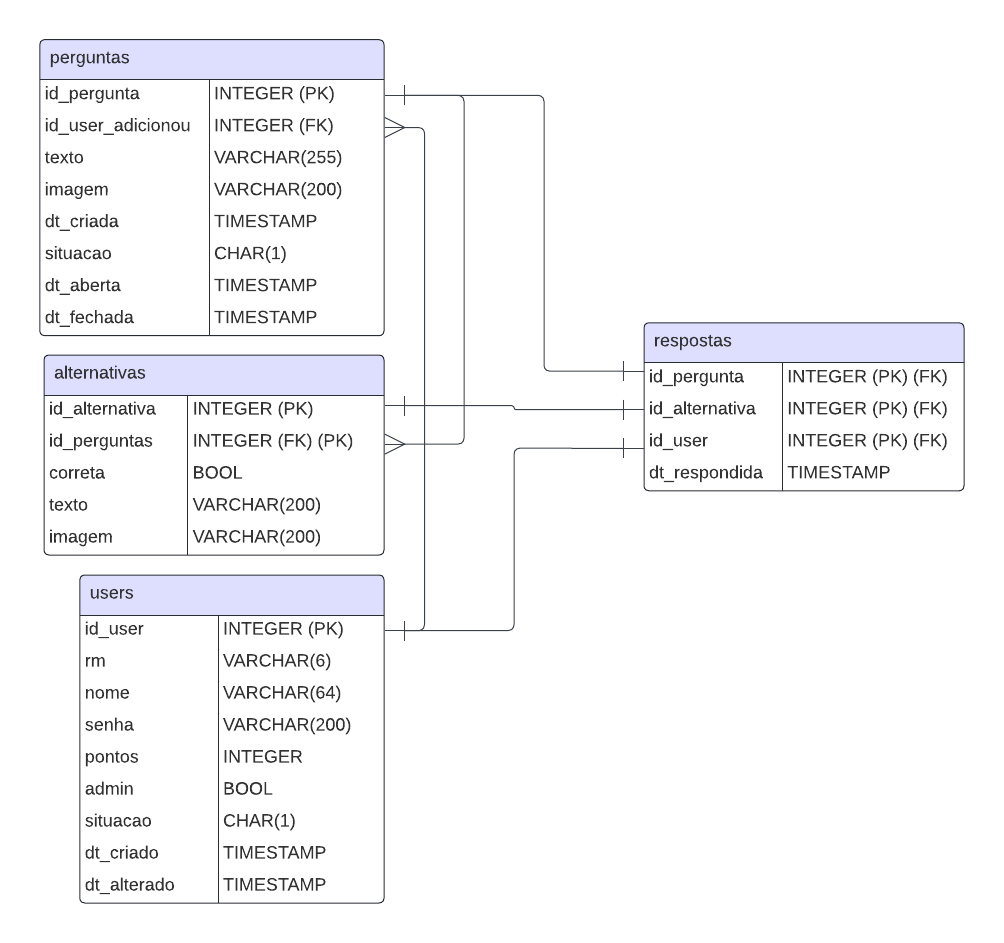 perguntas
id_pergunta INTEGER (PK)
id_user_adicionou INTEGER (FK)
texto VARCHAR(255)
imagem VARCHAR(200)
dt_criada TIMESTAMP
situacao CHAR(1)
dt_aberta TIMESTAMP
dt_fechada TIMESTAMP
alternativas
id_alternativa INTEGER (PK)
id_perguntas INTEGER (FK) (PK)
correta BOOL
texto VARCHAR(200)
imagem VARCHAR(200)
users
id_user INTEGER (PK)
rm VARCHAR(6)
nome VARCHAR(64)
senha VARCHAR(200)
pontos INTEGER
admin BOOL
situacao CHAR(1)
dt_criado TIMESTAMP
dt_alterado TIMESTAMP
respostas
id_pergunta INTEGER (PK) (FK)
id_alternativa INTEGER (PK) (FK)
id_user INTEGER (PK) (FK)
dt_respondida TIMESTAMP